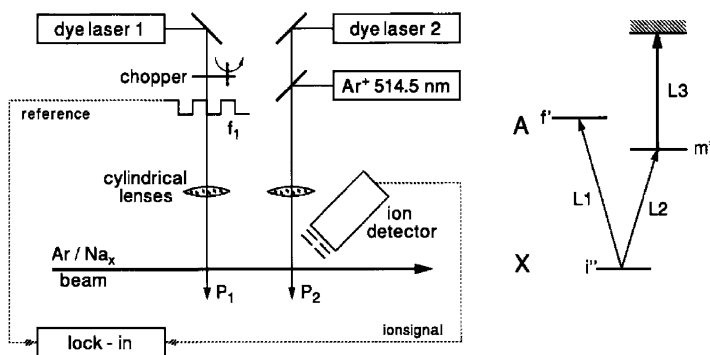 dye laser 1
dye laser 2
chopper
Ar⁺ 514.5 nm
reference
f₁
cylindrical
lenses
ion
detector
Ar / Naₓ
beam
P₁
P₂
lock - in
ionsignal
A
f'
L3
m'
L1
L2
X
i"